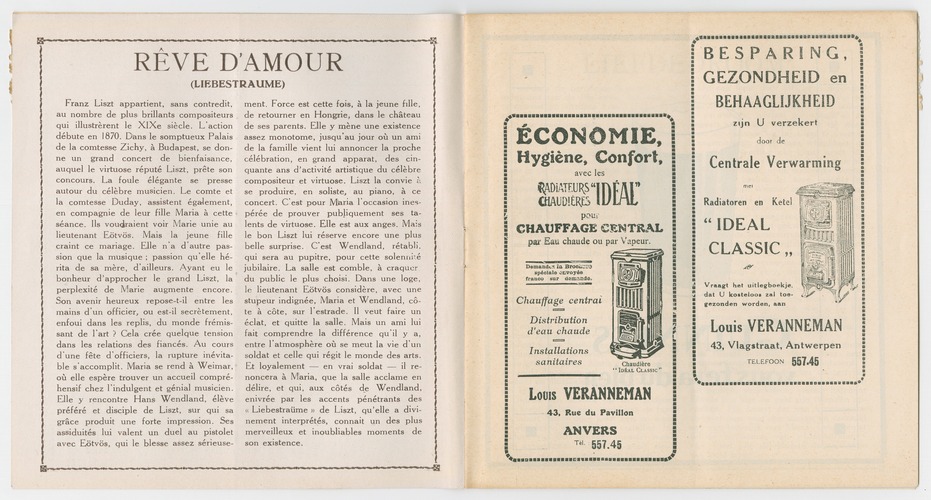 RÊVE D'AMOUR
(LIEBESTRAUME)
Franz Liszt appartient, sans contredit,
au nombre de plus brillants compositeurs
qui illustrèrent le XIXe siècle. L'action
débute en 1870. Dans le somptueux Palais
de la comtesse Zichy, à Budapest, se don-
ne un grand concert de bienfaisance,
auquel le virtuose réputé Liszt, prête son
concours. La foule élégante se presse
autour du célèbre musicien. Le comte et
la comtesse Duday, assistent également,
en compagnie de leur fille Maria à cette
séance. Ils voudraient voir Marie unie au
lieutenant Eötvös. Mais la jeune fille
craint ce mariage. Elle n'a d'autre pas-
sion que la musique ; passion qu'elle hé-
rita de sa mère, d'ailleurs. Ayant eu le
bonheur d'approcher le grand Liszt, la
perplexité de Marie augmente encore.
Son avenir heureux repose-t-il entre les
mains d'un officier, ou est-il secrètement,
enfoui dans les replis, du monde frémis-
sant de l'art ? Cela crée quelque tension
dans les relations des fiancés. Au cours
d'une fête d'officiers, la rupture inévita-
ble s'accomplit. Maria se rend à Weimar,
où elle espère trouver un accueil compré-
hensif chez l'indulgent et génial musicien.
Elle y rencontre Hans Wendland, élève
préféré et disciple de Liszt, sur qui sa
grâce produit une forte impression. Ses
assiduités lui valent un duel au pistolet
avec Eötvös, qui le blesse assez sérieuse-
ment. Force est cette fois, à la jeune fille,
de retourner en Hongrie, dans le château
de ses parents. Elle y mène une existence
assez monotome, jusqu'au jour où un ami
de la famille vient lui annoncer la proche
célébration, en grand apparat, des cin-
quante ans d'activité artistique du célèbre
compositeur et virtuose. Liszt la convie à
se produire, en soliste, au piano, à ce
concert. C'est pour Maria l'occasion ines-
pérée de prouver publiquement ses ta-
lents de virtuose. Elle est aux anges. Mais
le bon Liszt lui réserve encore une plus
belle surprise. C'est Wendland, rétabli,
qui sera au pupitre, pour cette solennité
jubilaire. La salle est comble, à craquer
du public le plus choisi. Dans une loge,
le lieutenant Eötvös considère, avec une
stupeur indignée, Maria et Wendland, cô-
te à côte, sur l'estrade. Il veut faire un
éclat, et quitte la salle. Mais un ami lui
fait comprendre la différence qu'il y a,
entre l'atmosphère où se meut la vie d'un
soldat et celle qui régit le monde des arts.
Et loyalement — en vrai soldat — il re-
noncera à Maria, que la salle acclame en
délire, et qui, aux côtés de Wendland,
enivrée par les accents pénétrants des
« Liebestraüme » de Liszt, qu'elle a divi-
nement interprétés, connait un des plus
merveilleux et inoubliables moments de
son existence.
ÉCONOMIE,
Hygiène, Confort,
avec les
RADIATEURS "IDÉAL"
CHAUDIÈRES
pour
CHAUFFAGE CENTRAL
par Eau chaude ou par Vapeur.
Demandez la Brochure
spéciale envoyée
franco sur demande.
Chauffage central
Distribution
d'eau chaude
Installations
sanitaires
Chaudière
"IDEAL CLASSIC"
Louis VERANNEMAN
43, Rue du Pavillon
ANVERS
Tél. 557.45
BESPARING,
GEZONDHEID en
BEHAAGLIJKHEID
zijn U verzekert
door de
Centrale Verwarming
met
Radiatoren en Ketel
“ IDEAL
CLASSIC „
Vraagt het uitlegboekje,
dat U kosteloos zal toe-
gezonden worden, aan
Louis VERANNEMAN
43, Vlagstraat, Antwerpen
TELEFOON 557.45